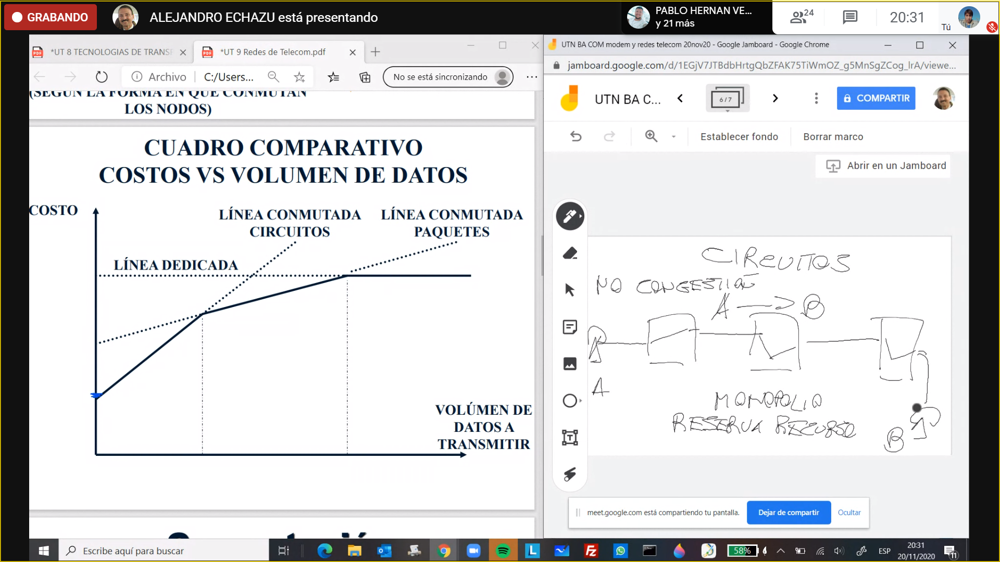 GRABANDO
ALEJANDRO ECHAZU está presentando
PABLO HERNAN VE...
y 21 más
24
20:31
Tú
*UT 8 TECNOLOGIAS DE TRANSF
*UT 9 Redes de Telecom.pdf
Archivo
C:/Users...
No se está sincronizando
(SEGÚN LA FORMA EN QUE CONMUTAN
LOS NODOS)
CUADRO COMPARATIVO
COSTOS VS VOLUMEN DE DATOS
COSTO
LÍNEA CONMUTADA
CIRCUITOS
LÍNEA CONMUTADA
PAQUETES
LÍNEA DEDICADA
VOLÚMEN DE
DATOS A
TRANSMITIR
UTN BA COM modem y redes telecom 20nov20 - Google Jamboard - Google Chrome
jamboard.google.com/d/1EGjV7JTBdbHrtgQbZFAK75TiWmOZ_g5MnSgZCog_lrA/viewe...
UTN BA C...
6 / 7
COMPARTIR
Establecer fondo
Borrar marco
Abrir en un Jamboard
CIRCUITOS
NO CONGESTION
A → B
A
MONOPOLIO
RESERVA RECURSO
B
meet.google.com está compartiendo tu pantalla.
Dejar de compartir
Ocultar
Escribe aquí para buscar
58%
ESP
20:31
20/11/2020
11